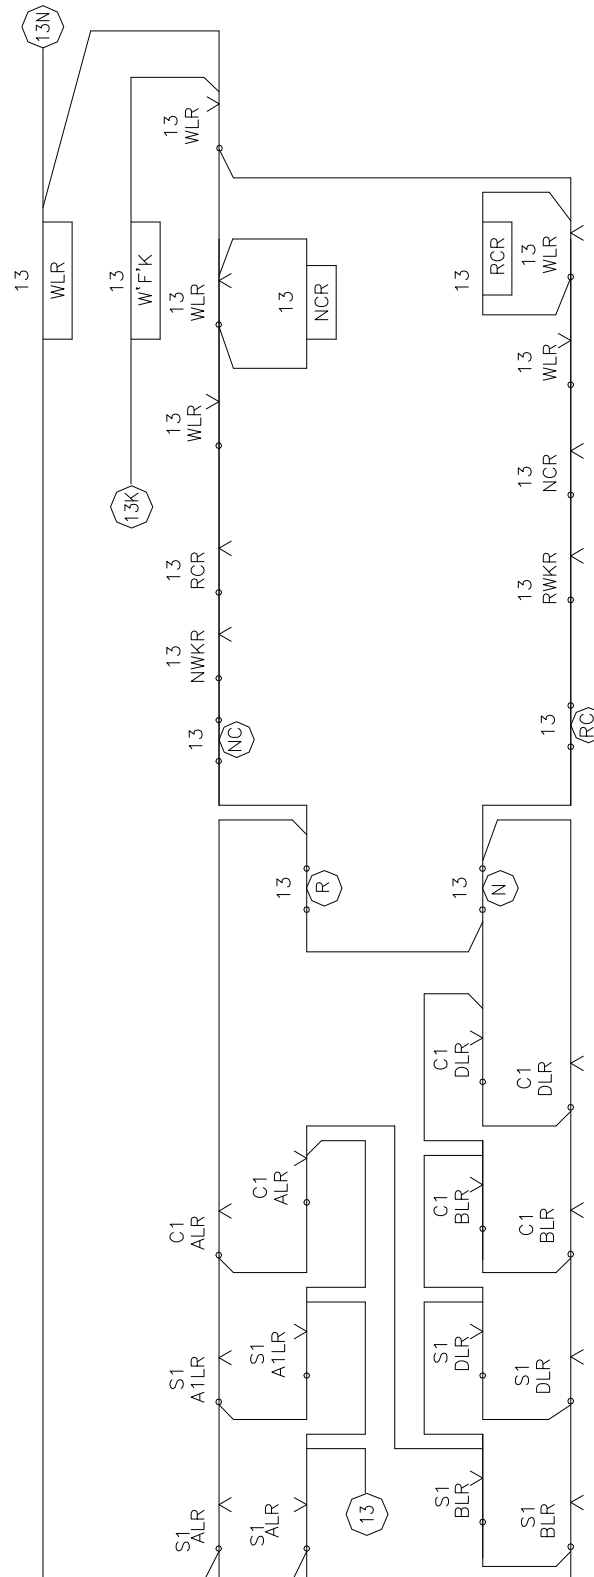 13N
13
WLR
13
WLR
13
W'F'K
13
WLR
13
NCR
13
RCR
13
WLR
13
WLR
13
WLR
13K
13
NCR
13
RCR
13
RWKR
13
NWKR
13
NC
13
RC
13
R
13
N
C1
DLR
C1
DLR
C1
ALR
C1
ALR
C1
BLR
C1
BLR
S1
A1LR
S1
A1LR
S1
DLR
S1
DLR
S1
ALR
S1
ALR
13
S1
BLR
S1
BLR